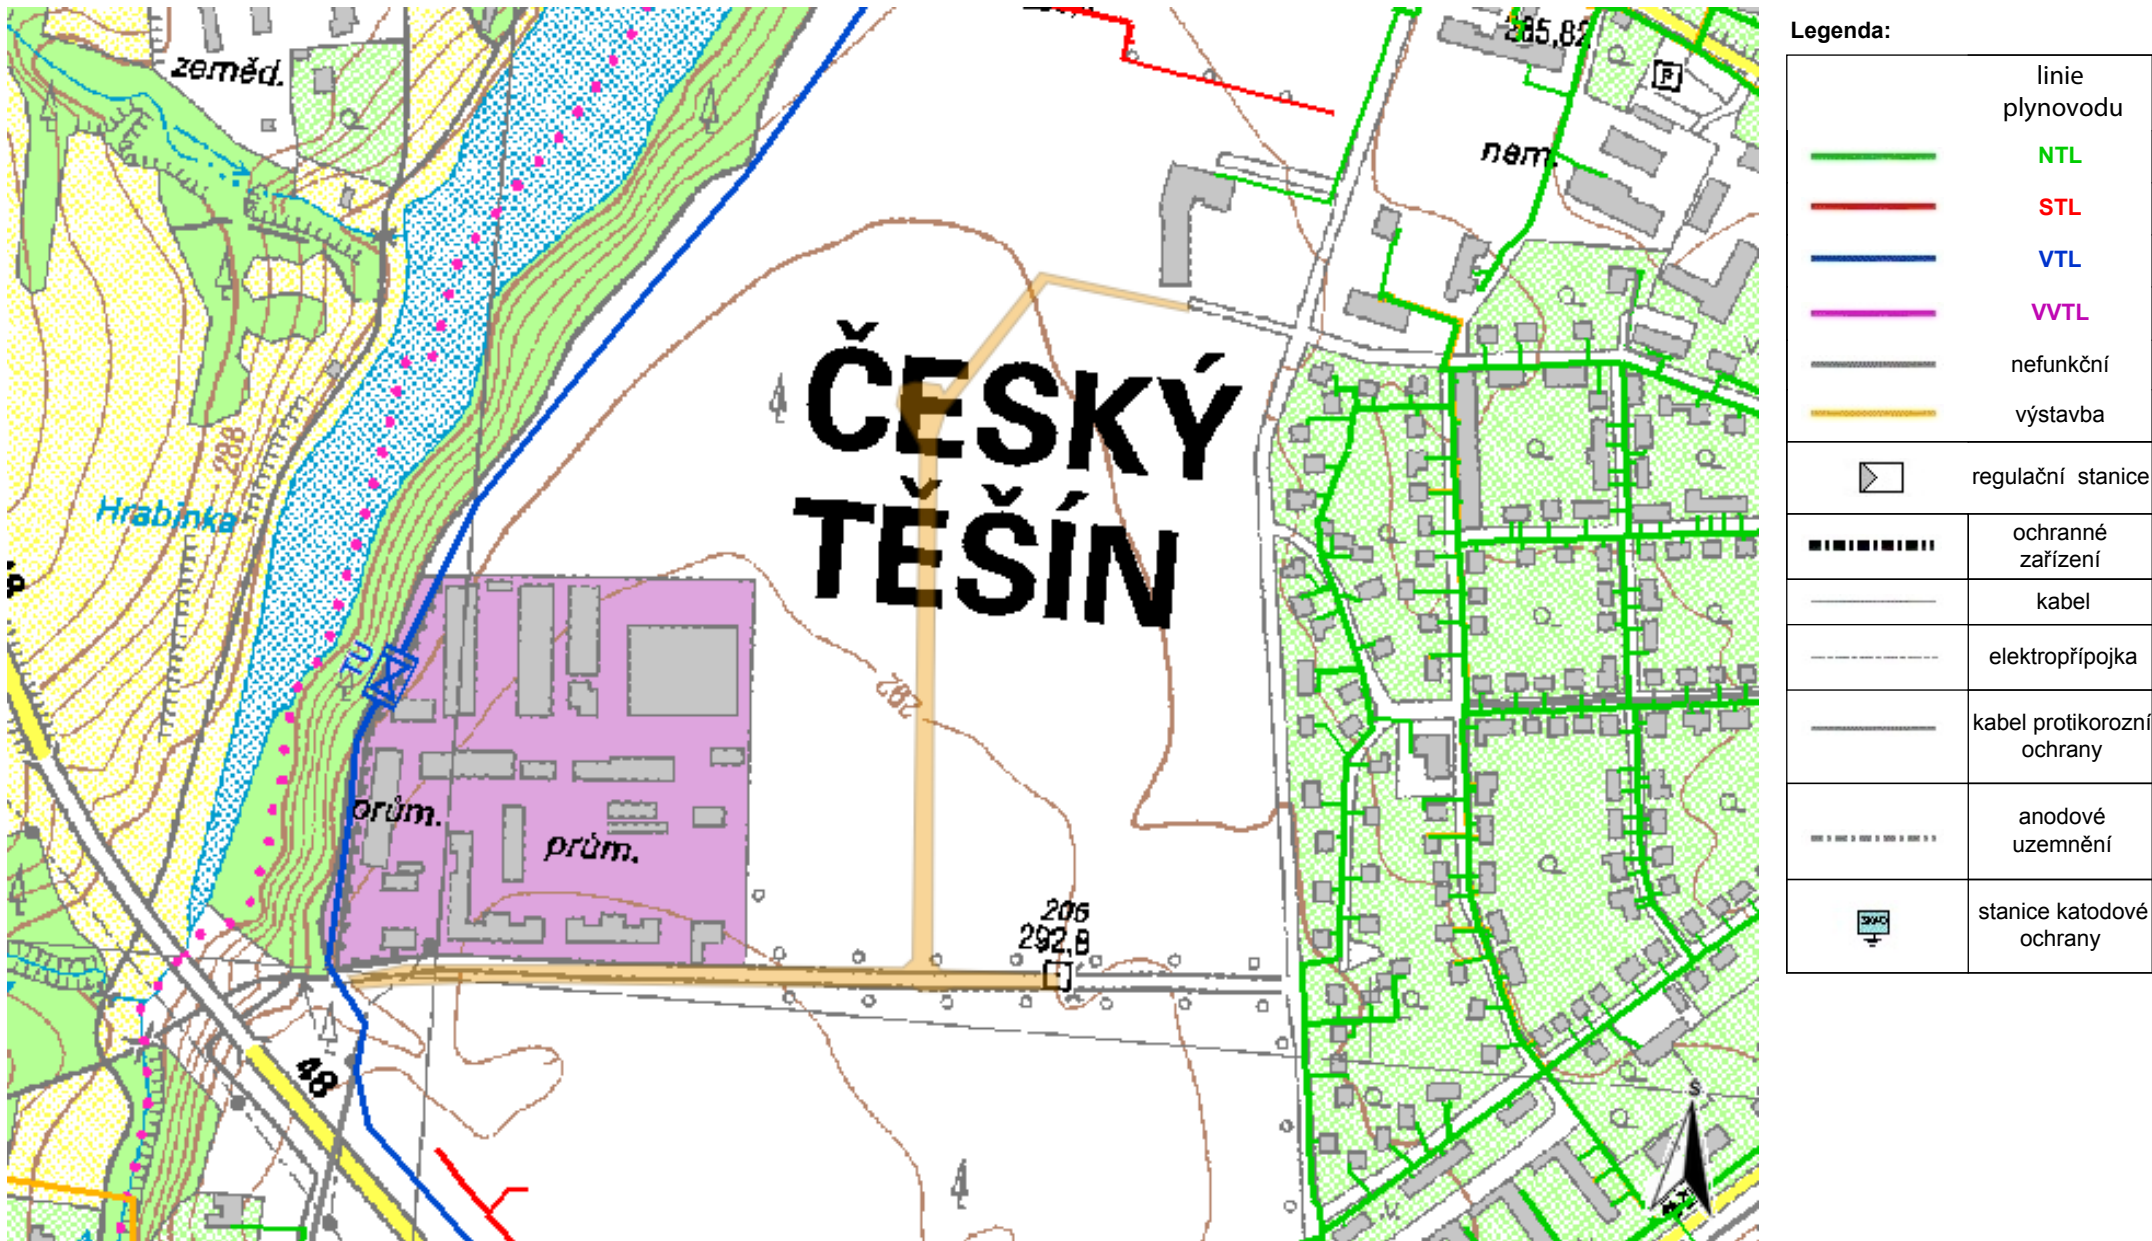 zeměd.
285,82
P
nem.
ČESKÝ
TĚŠÍN
288
Hrabinka
TU
282
prům.
prům.
206
292,8
48
S
Legenda:
linie
plynovodu
NTL
STL
VTL
VVTL
nefunkční
výstavba
regulační stanice
ochranné
zařízení
kabel
elektropřípojka
kabel protikorozní
ochrany
anodové
uzemnění
SKAO
stanice katodové
ochrany